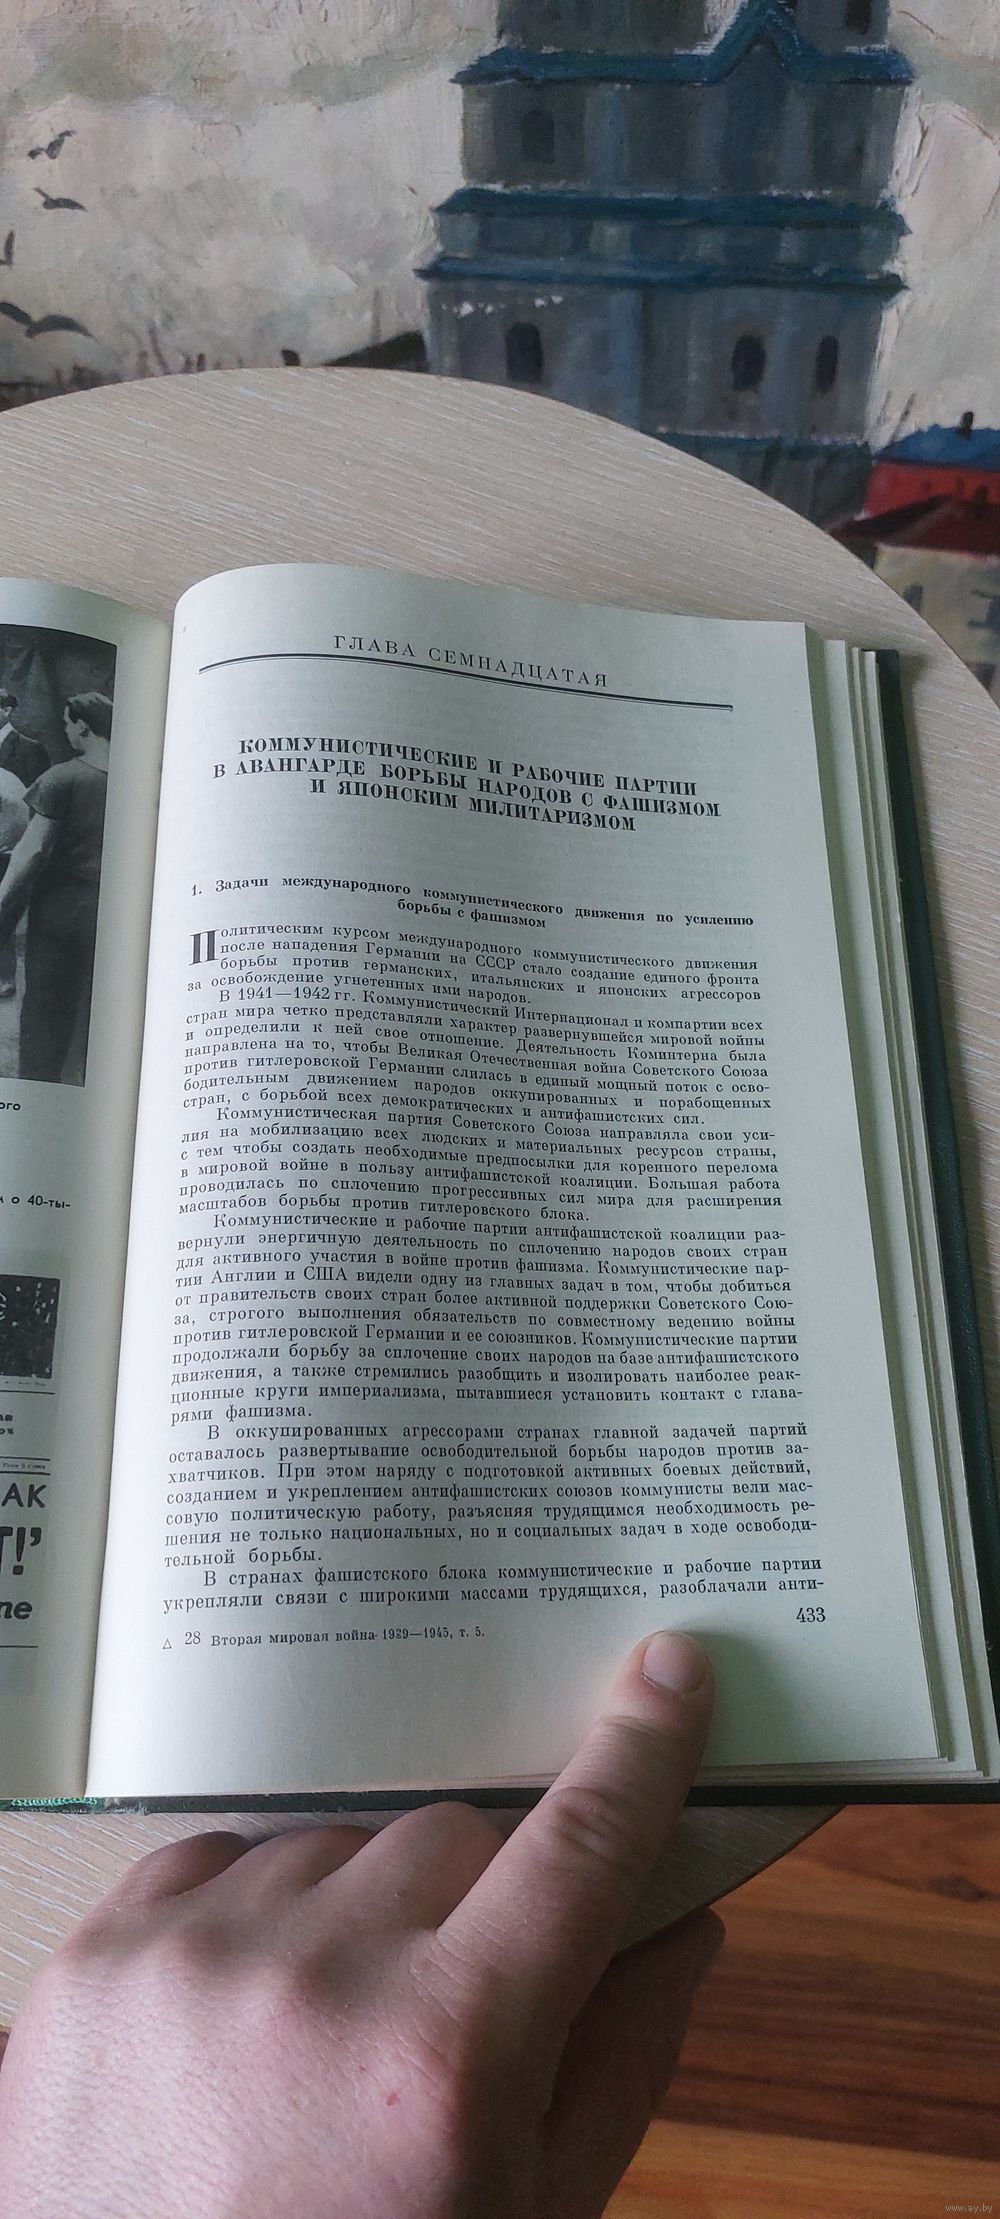 ого
м о 40-ты-
АК
Т!’
ne
ГЛАВА СЕМНАДЦАТАЯ
КОММУНИСТИЧЕСКИЕ И РАБОЧИЕ ПАРТИИ
В АВАНГАРДЕ БОРЬБЫ НАРОДОВ С ФАШИЗМОМ
И ЯПОНСКИМ МИЛИТАРИЗМОМ
1. Задачи международного коммунистического движения по усилению
борьбы с фашизмом
Политическим курсом международного коммунистического движения
после нападения Германии на СССР стало создание единого фронта
борьбы против германских, итальянских и японских агрессоров
за освобождение угнетенных ими народов.
В 1941—1942 гг. Коммунистический Интернационал и компартии всех
стран мира четко представляли характер развернувшейся мировой войны
и определили к ней свое отношение. Деятельность Коминтерна была
направлена на то, чтобы Великая Отечественная война Советского Союза
против гитлеровской Германии слилась в единый мощный поток с осво-
бодительным движением народов оккупированных и порабощенных
стран, с борьбой всех демократических и антифашистских сил.
Коммунистическая партия Советского Союза направляла свои уси-
лия на мобилизацию всех людских и материальных ресурсов страны,
с тем чтобы создать необходимые предпосылки для коренного перелома
в мировой войне в пользу антифашистской коалиции. Большая работа
проводилась по сплочению прогрессивных сил мира для расширения
масштабов борьбы против гитлеровского блока.
Коммунистические и рабочие партии антифашистской коалиции раз-
вернули энергичную деятельность по сплочению народов своих стран
для активного участия в войне против фашизма. Коммунистические пар-
тии Англии и США видели одну из главных задач в том, чтобы добиться
от правительств своих стран более активной поддержки Советского Сою-
за, строгого выполнения обязательств по совместному ведению войны
против гитлеровской Германии и ее союзников. Коммунистические партии
продолжали борьбу за сплочение своих народов на базе антифашистского
движения, а также стремились разобщить и изолировать наиболее реак-
ционные круги империализма, пытавшиеся установить контакт с глава-
рями фашизма.
В оккупированных агрессорами странах главной задачей партий
оставалось развертывание освободительной борьбы народов против за-
хватчиков. При этом наряду с подготовкой активных боевых действий,
созданием и укреплением антифашистских союзов коммунисты вели мас-
совую политическую работу, разъясняя трудящимся необходимость ре-
шения не только национальных, но и социальных задач в ходе освободи-
тельной борьбы.
В странах фашистского блока коммунистические и рабочие партии
укрепляли связи с широкими массами трудящихся, разоблачали анти-
433
△ 28 Вторая мировая война 1939—1945, т. 5.
www.ay.by